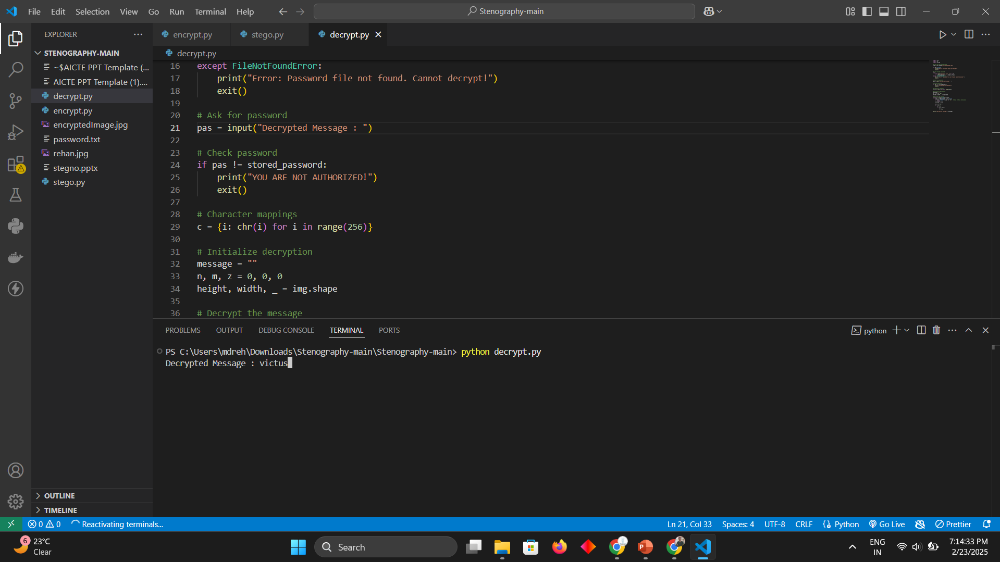 File Edit Selection View Go Run Terminal Help
Stenography-main
EXPLORER
STENOGRAPHY-MAIN
~$AICTE PPT Template (...
AICTE PPT Template (1)....
decrypt.py
encrypt.py
encryptedImage.jpg
password.txt
rehan.jpg
stegno.pptx
stego.py
OUTLINE
TIMELINE
encrypt.py stego.py decrypt.py
decrypt.py
16 except FileNotFoundError:
17 print("Error: Password file not found. Cannot decrypt!")
18 exit()
19
20 # Ask for password
21 pas = input("Decrypted Message : ")
22
23 # Check password
24 if pas != stored_password:
25 print("YOU ARE NOT AUTHORIZED!")
26 exit()
27
28 # Character mappings
29 c = {i: chr(i) for i in range(256)}
30
31 # Initialize decryption
32 message = ""
33 n, m, z = 0, 0, 0
34 height, width, _ = img.shape
35
36 # Decrypt the message
PROBLEMS OUTPUT DEBUG CONSOLE TERMINAL PORTS
python
PS C:\Users\mdreh\Downloads\Stenography-main\Stenography-main> python decrypt.py
Decrypted Message : victus
0 0 Reactivating terminals...
Ln 21, Col 33 Spaces: 4 UTF-8 CRLF {} Python Go Live Prettier
6
23°C
Clear
Search
ENG
IN
7:14:33 PM
2/23/2025